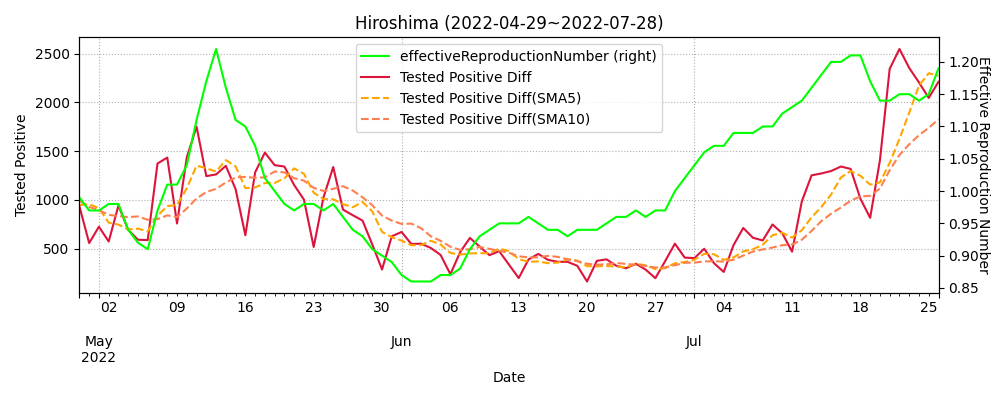 Hiroshima (2022-04-29~2022-07-28)
effectiveReproductionNumber (right)
Tested Positive Diff
Tested Positive Diff(SMA5)
Tested Positive Diff(SMA10)
Tested Positive
2500
2000
1500
1000
500
1.20
1.15
1.10
1.05
1.00
0.95
0.90
0.85
Effective Reproduction Number
02 09 16 23 30 06 13 20 27 04 11 18 25
May Jun Jul
2022
Date